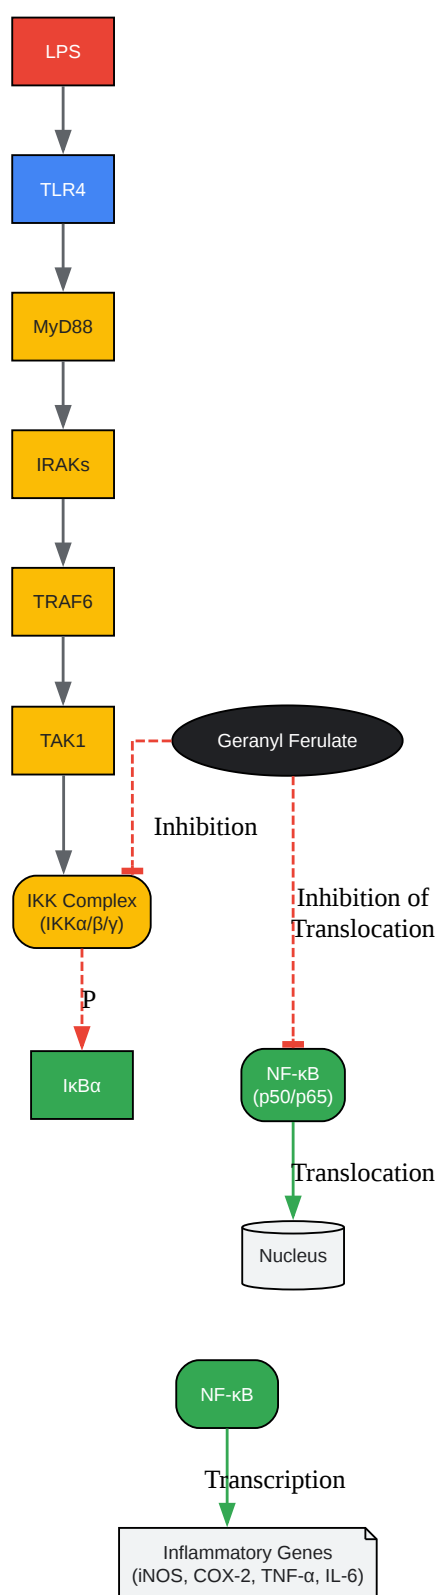 LPS
TLR4
MyD88
IRAKs
TRAF6
TAK1
Geranyl Ferulate
Inhibition
IKK Complex
(IKKα/β/γ)
Inhibition of
Translocation
P
IκBα
NF-κB
(p50/p65)
Translocation
Nucleus
NF-κB
Transcription
Inflammatory Genes
(iNOS, COX-2, TNF-α, IL-6)